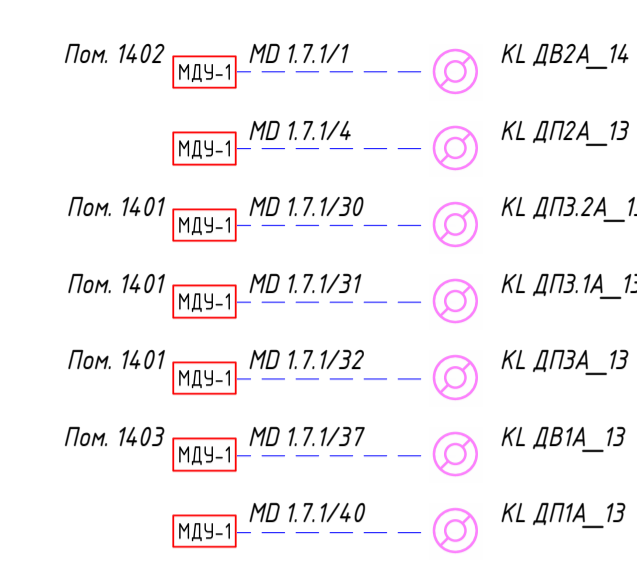 Пом. 1402 МДУ-1 MD 1.7.1/1 KL ДВ2А__14
МДУ-1 MD 1.7.1/4 KL ДП2А__13
Пом. 1401 МДУ-1 MD 1.7.1/30 KL ДП3.2А__13
Пом. 1401 МДУ-1 MD 1.7.1/31 KL ДП3.1А__13
Пом. 1401 МДУ-1 MD 1.7.1/32 KL ДП3А__13
Пом. 1403 МДУ-1 MD 1.7.1/37 KL ДВ1А__13
МДУ-1 MD 1.7.1/40 KL ДП1А__13